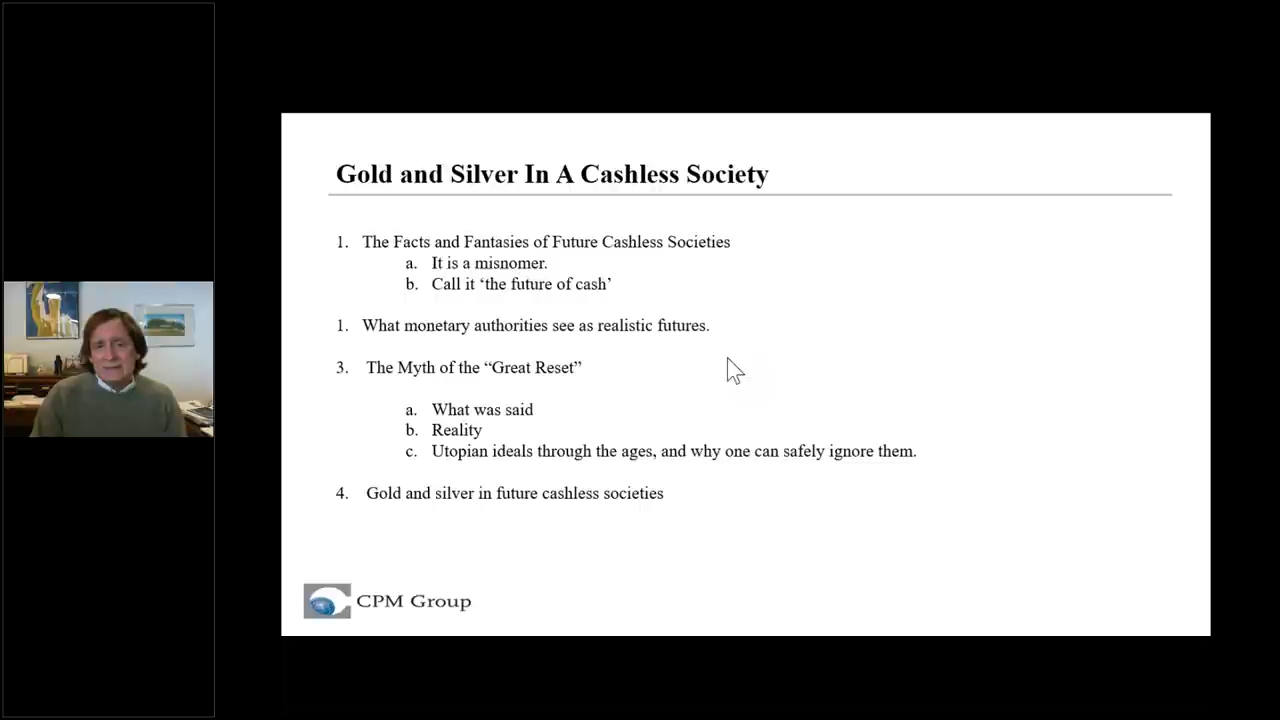 Gold and Silver In A Cashless Society
1. The Facts and Fantasies of Future Cashless Societies
a. It is a misnomer.
b. Call it ‘the future of cash’
1. What monetary authorities see as realistic futures.
3. The Myth of the “Great Reset”
a. What was said
b. Reality
c. Utopian ideals through the ages, and why one can safely ignore them.
4. Gold and silver in future cashless societies
CPM Group